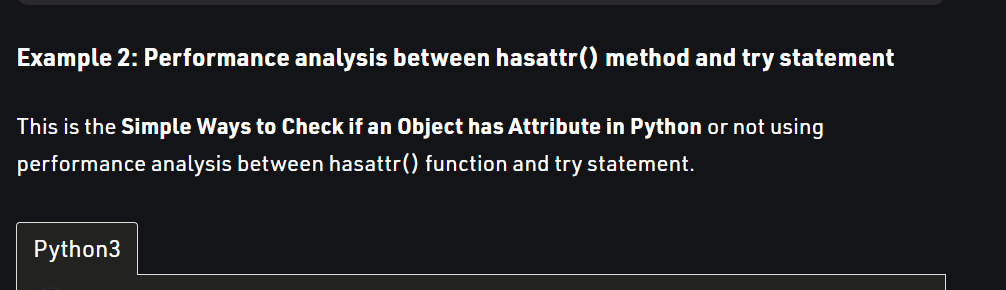 Example 2: Performance analysis between hasattr() method and try statement
This is the Simple Ways to Check if an Object has Attribute in Python or not using
performance analysis between hasattr() function and try statement.
Python3